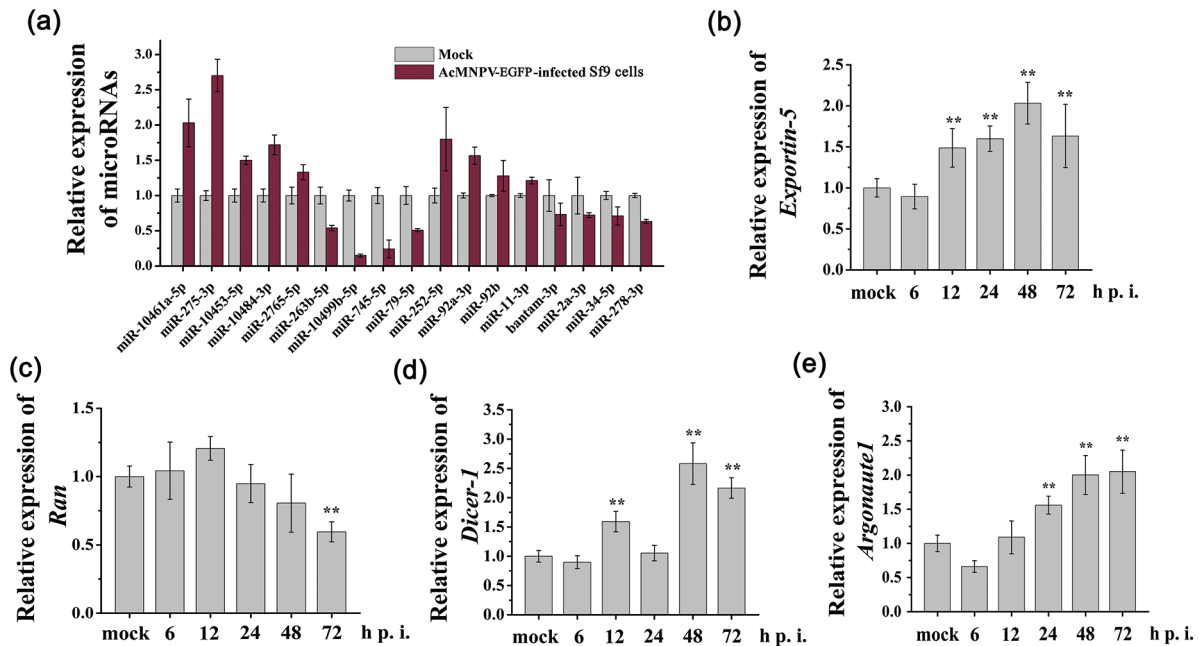 (a)
Relative expression
of microRNAs
3.0
2.5
2.0
1.5
1.0
0.5
0.0
Mock
AcMNPV-EGFP-infected Sf9 cells
miR-10461a-5p
miR-275-3p
miR-10453-5p
miR-10484-3p
miR-2765-5p
miR-263b-5p
miR-10499b-5p
miR-745-5p
miR-79-5p
miR-252-5p
miR-92a-3p
miR-92b
miR-11-3p
bantam-3p
miR-2a-3p
miR-34-5p
miR-278-3p
(b)
Relative expression of
Exportin-5
2.5
2.0
1.5
1.0
0.5
0.0
** ** ** **
mock 6 12 24 48 72 h p. i.
(c)
Relative expression of
Ran
1.5
1.0
0.5
0.0
**
mock 6 12 24 48 72 h p. i.
(d)
Relative expression of
Dicer-1
3.5
3.0
2.5
2.0
1.5
1.0
0.5
0.0
** ** **
mock 6 12 24 48 72 h p. i.
(e)
Relative expression of
Argonaute1
3.0
2.5
2.0
1.5
1.0
0.5
0.0
** ** **
mock 6 12 24 48 72 h p. i.